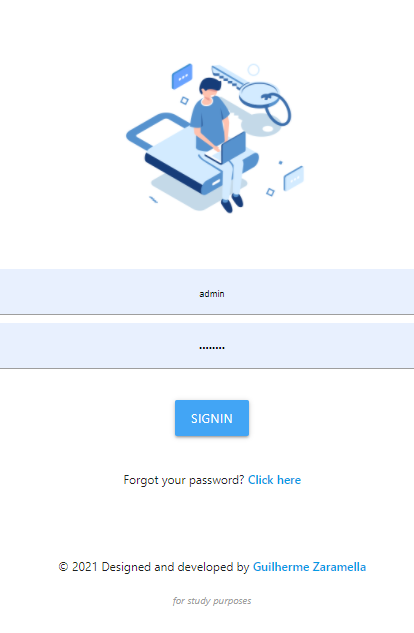 admin
••••••••
SIGNIN
Forgot your password? Click here
© 2021 Designed and developed by Guilherme Zaramella
for study purposes